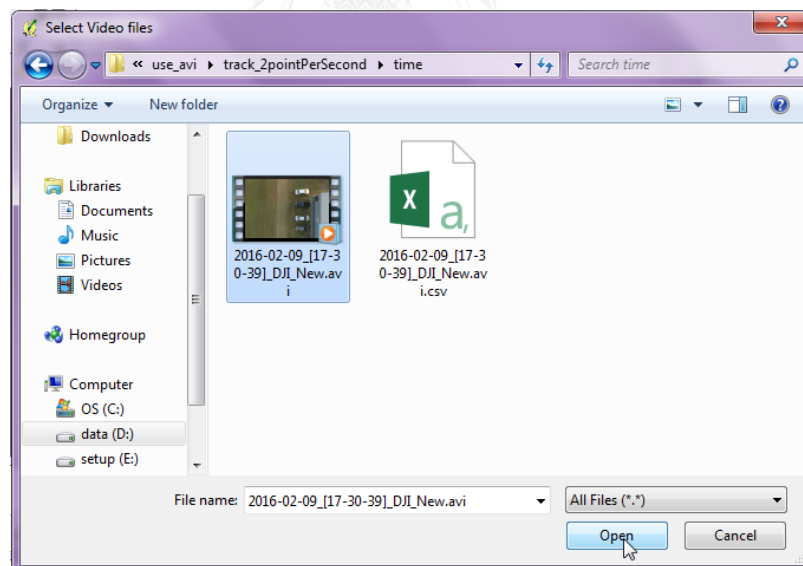 Select Video files
« use_avi ▸ track_2pointPerSecond ▸ time
Search time
Organize
New folder
Downloads
Libraries
Documents
Music
Pictures
Videos
Homegroup
Computer
OS (C:)
data (D:)
setup (E:)
2016-02-09_[17-3
0-39]_DJI_New.av
i
2016-02-09_[17-3
0-39]_DJI_New.av
i.csv
File name: 2016-02-09_[17-30-39]_DJI_New.avi
All Files (*.*)
Open
Cancel